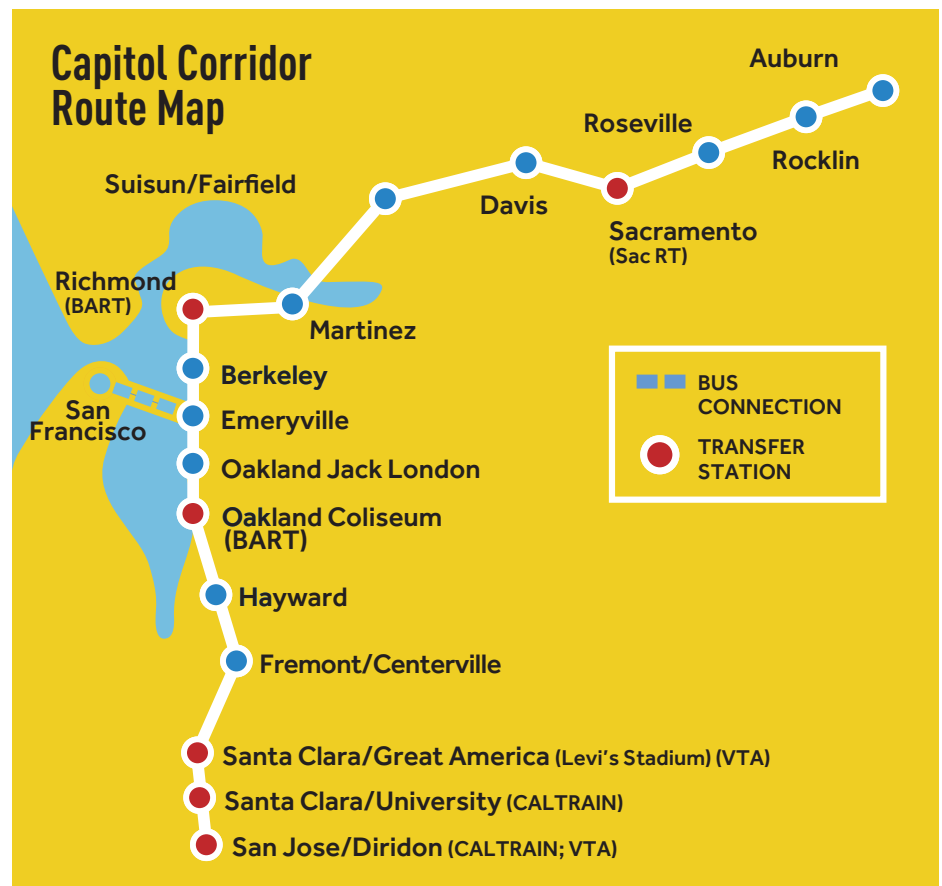 Capitol Corridor
Route Map
Auburn
Roseville
Rocklin
Suisun/Fairfield
Davis
Sacramento
(Sac RT)
Richmond
(BART)
Martinez
Berkeley
San
Francisco
Emeryville
BUS
CONNECTION
TRANSFER
STATION
Oakland Jack London
Oakland Coliseum
(BART)
Hayward
Fremont/Centerville
Santa Clara/Great America (Levi's Stadium) (VTA)
Santa Clara/University (CALTRAIN)
San Jose/Diridon (CALTRAIN; VTA)